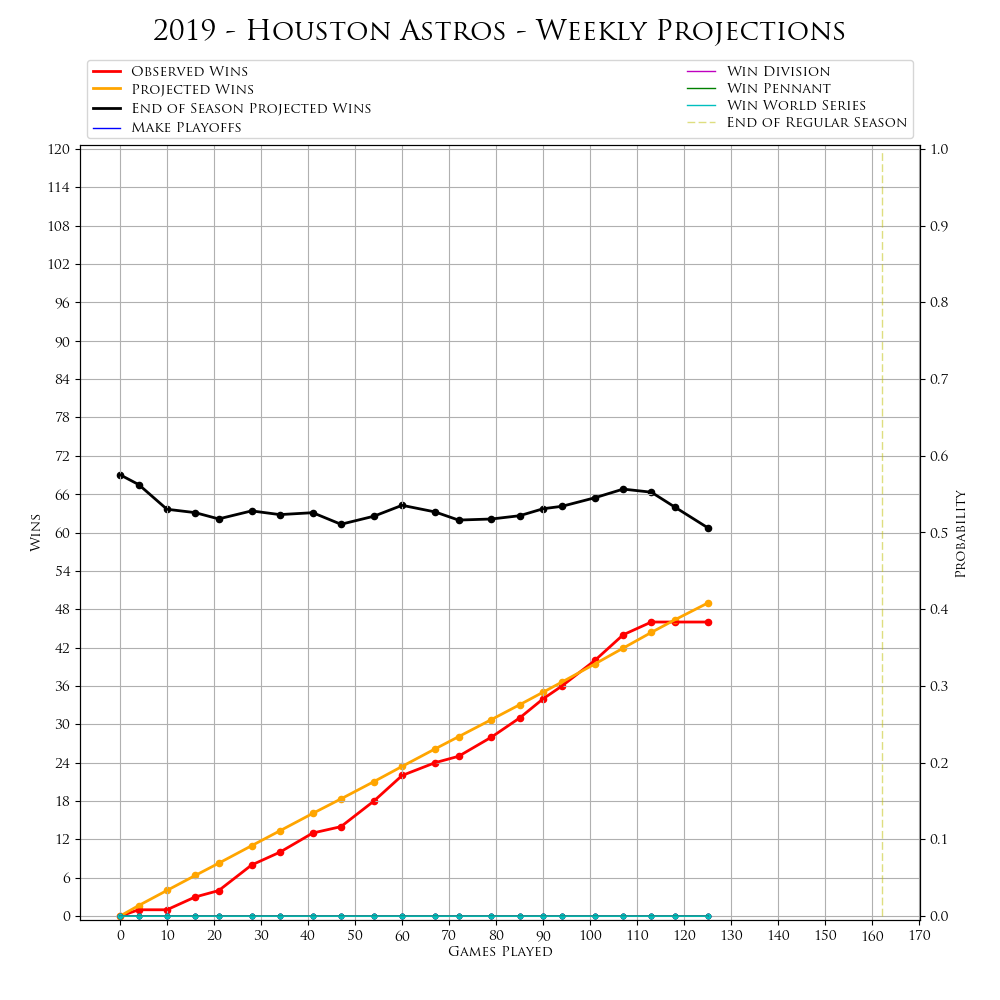 2019 - Houston Astros - Weekly Projections
Observed Wins
Projected Wins
End of Season Projected Wins
Make Playoffs
Win Division
Win Pennant
Win World Series
End of Regular Season
120
114
108
102
96
90
84
78
72
66
60
54
48
42
36
30
24
18
12
6
0
Wins
1.0
0.9
0.8
0.7
0.6
0.5
0.4
0.3
0.2
0.1
0.0
Probability
0 10 20 30 40 50 60 70 80 90 100 110 120 130 140 150 160 170
Games Played